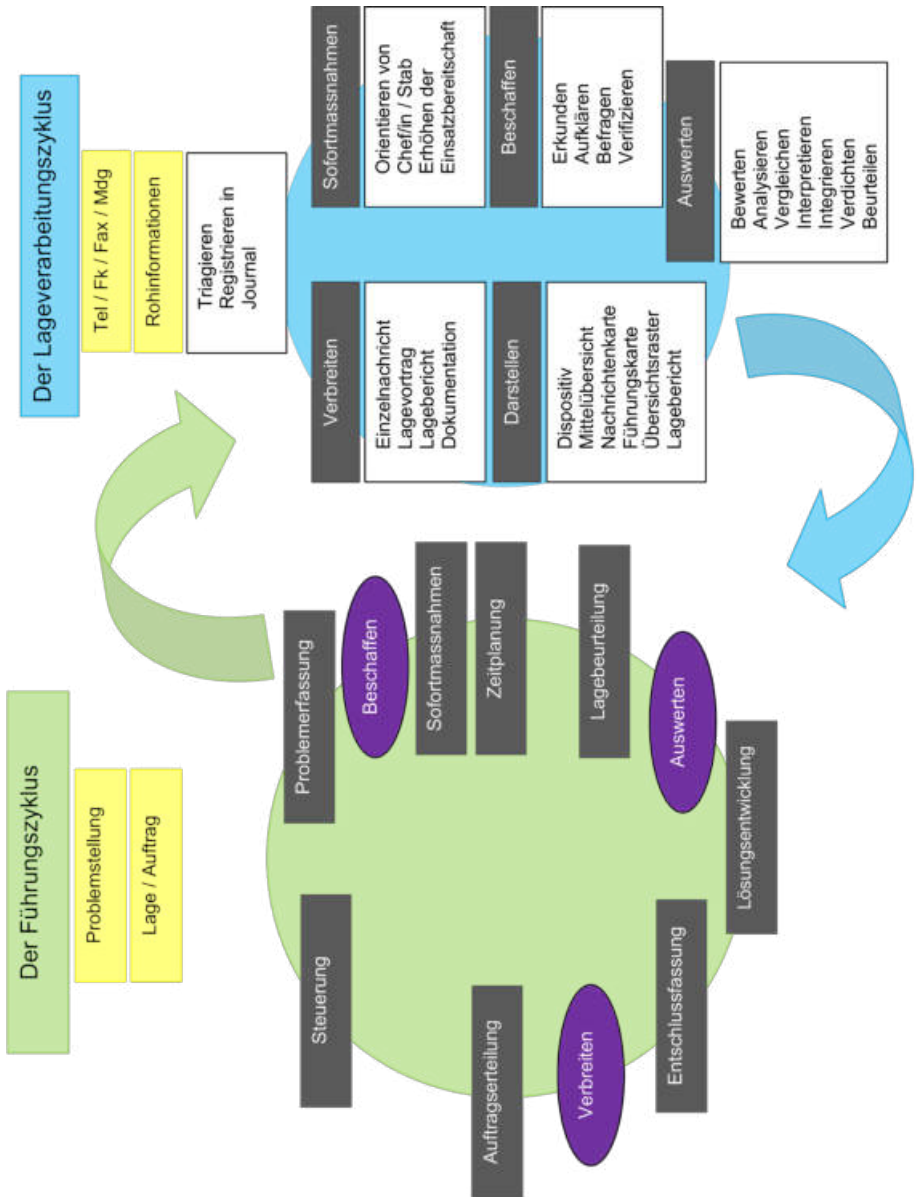 Der Führungszyklus
Problemstellung
Lage / Auftrag
Problemerfassung
Beschaffen
Sofortmassnahmen
Zeitplanung
Lagebeurteilung
Auswerten
Lösungsentwicklung
Entschlussfassung
Verbreiten
Auftragserteilung
Steuerung
Der Lageverarbeitungszyklus
Tel / Fk / Fax / Mdg
Rohinformationen
Triagieren
Registrieren in
Journal
Sofortmassnahmen
Orientieren von
Chef/in / Stab
Erhöhen der
Einsatzbereitschaft
Beschaffen
Erkunden
Aufklären
Befragen
Verifizieren
Auswerten
Bewerten
Analysieren
Vergleichen
Interpretieren
Integrieren
Verdichten
Beurteilen
Darstellen
Dispositiv
Mittelübersicht
Nachrichtenkarte
Führungskarte
Übersichtsraster
Lagebericht
Verbreiten
Einzelnachricht
Lagevortrag
Lagebericht
Dokumentation